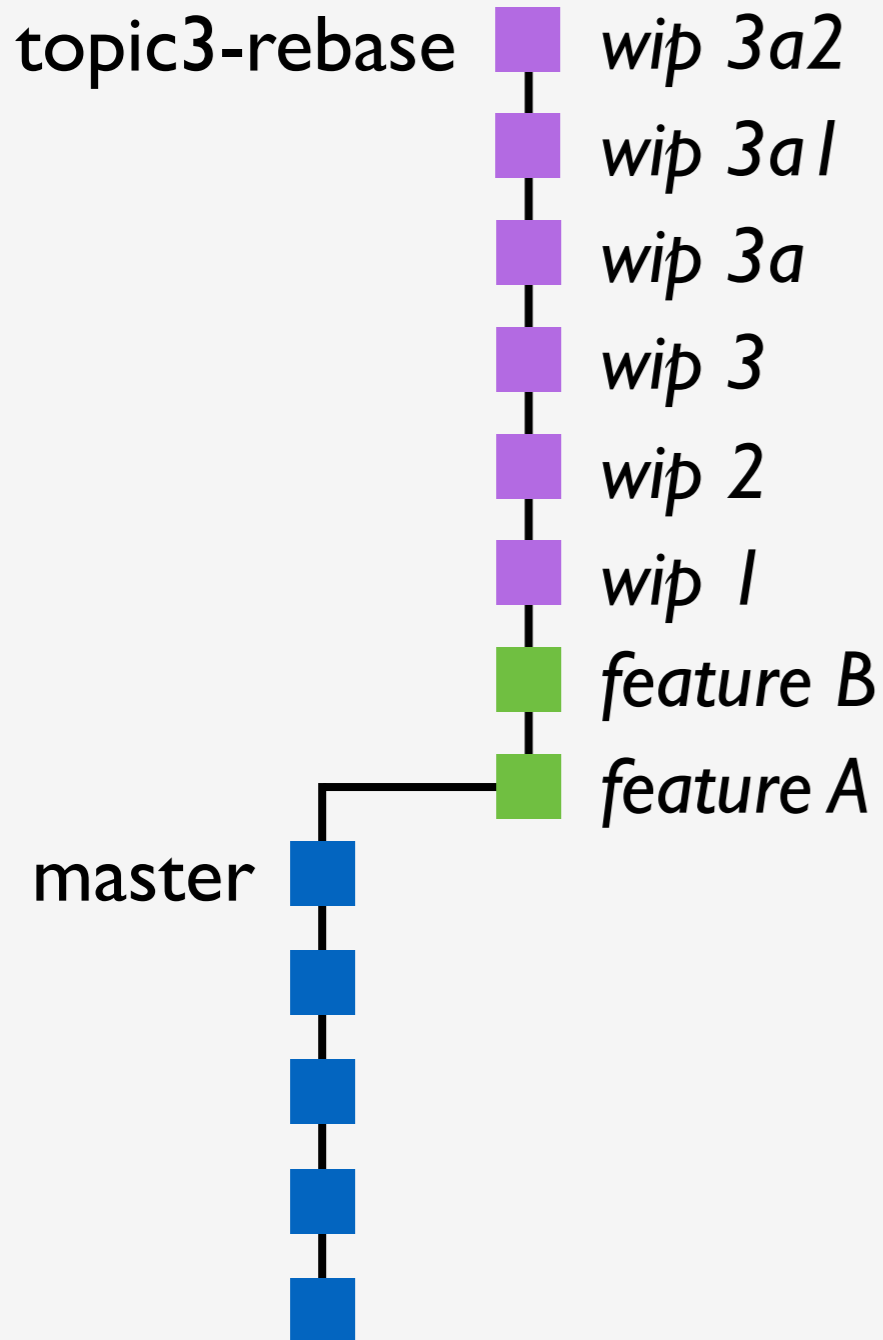 topic3-rebase wip 3a2
wip 3a1
wip 3a
wip 3
wip 2
wip 1
feature B
feature A
master